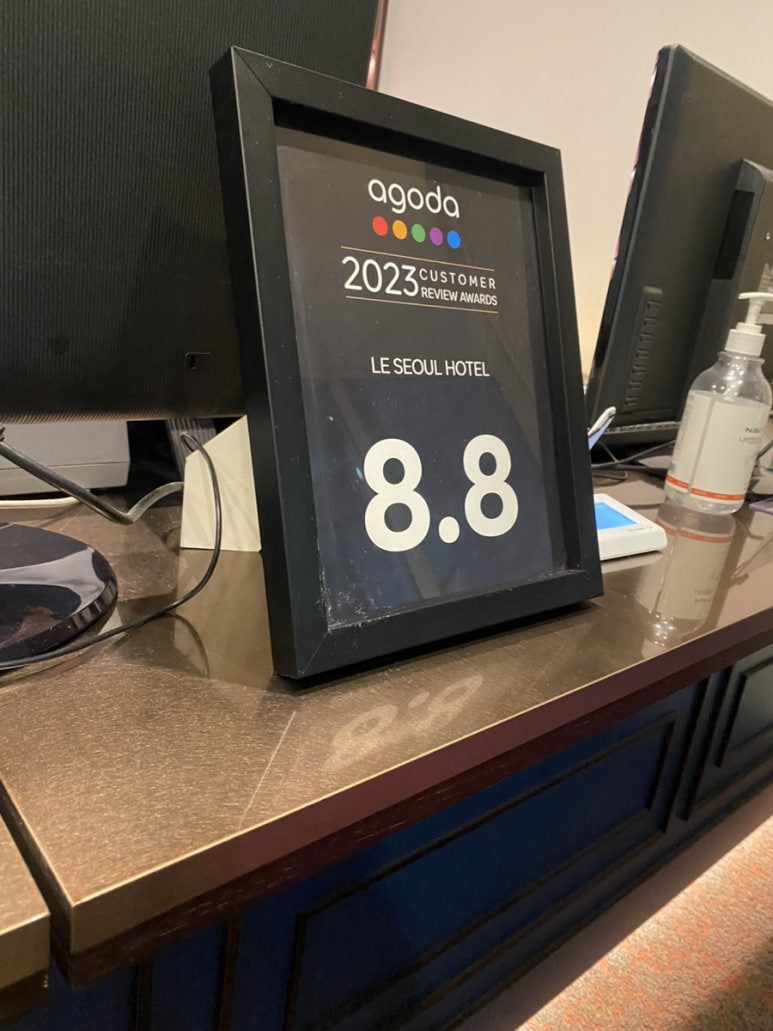 agoda
2023 CUSTOMER
REVIEW AWARDS
LE SEOUL HOTEL
8.8